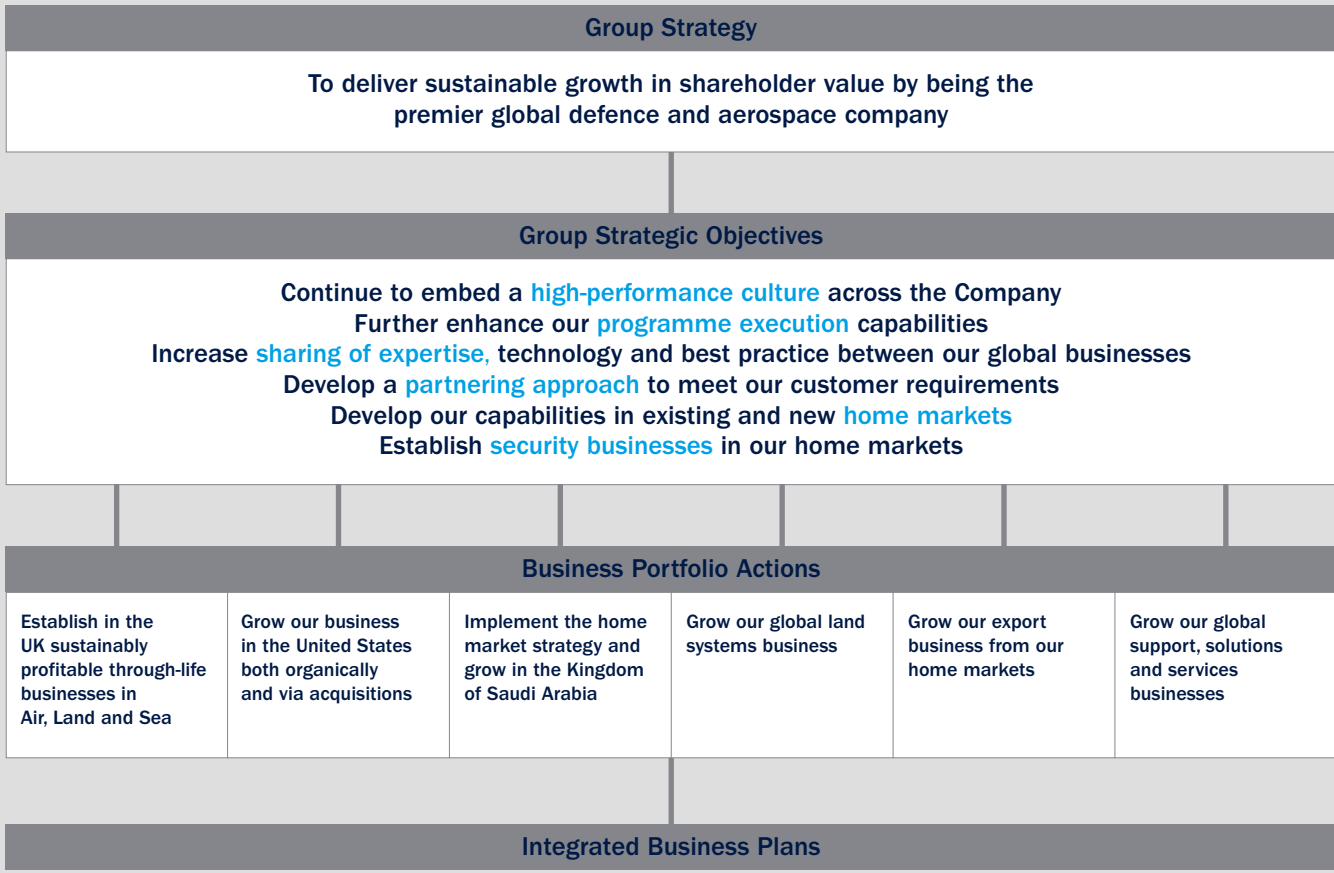 Group Strategy
To deliver sustainable growth in shareholder value by being the
premier global defence and aerospace company
Group Strategic Objectives
Continue to embed a high-performance culture across the Company
Further enhance our programme execution capabilities
Increase sharing of expertise, technology and best practice between our global businesses
Develop a partnering approach to meet our customer requirements
Develop our capabilities in existing and new home markets
Establish security businesses in our home markets
Business Portfolio Actions
Establish in the
UK sustainably
profitable through-life
businesses in
Air, Land and Sea
Grow our business
in the United States
both organically
and via acquisitions
Implement the home
market strategy and
grow in the Kingdom
of Saudi Arabia
Grow our global land
systems business
Grow our export
business from our
home markets
Grow our global
support, solutions
and services
businesses
Integrated Business Plans